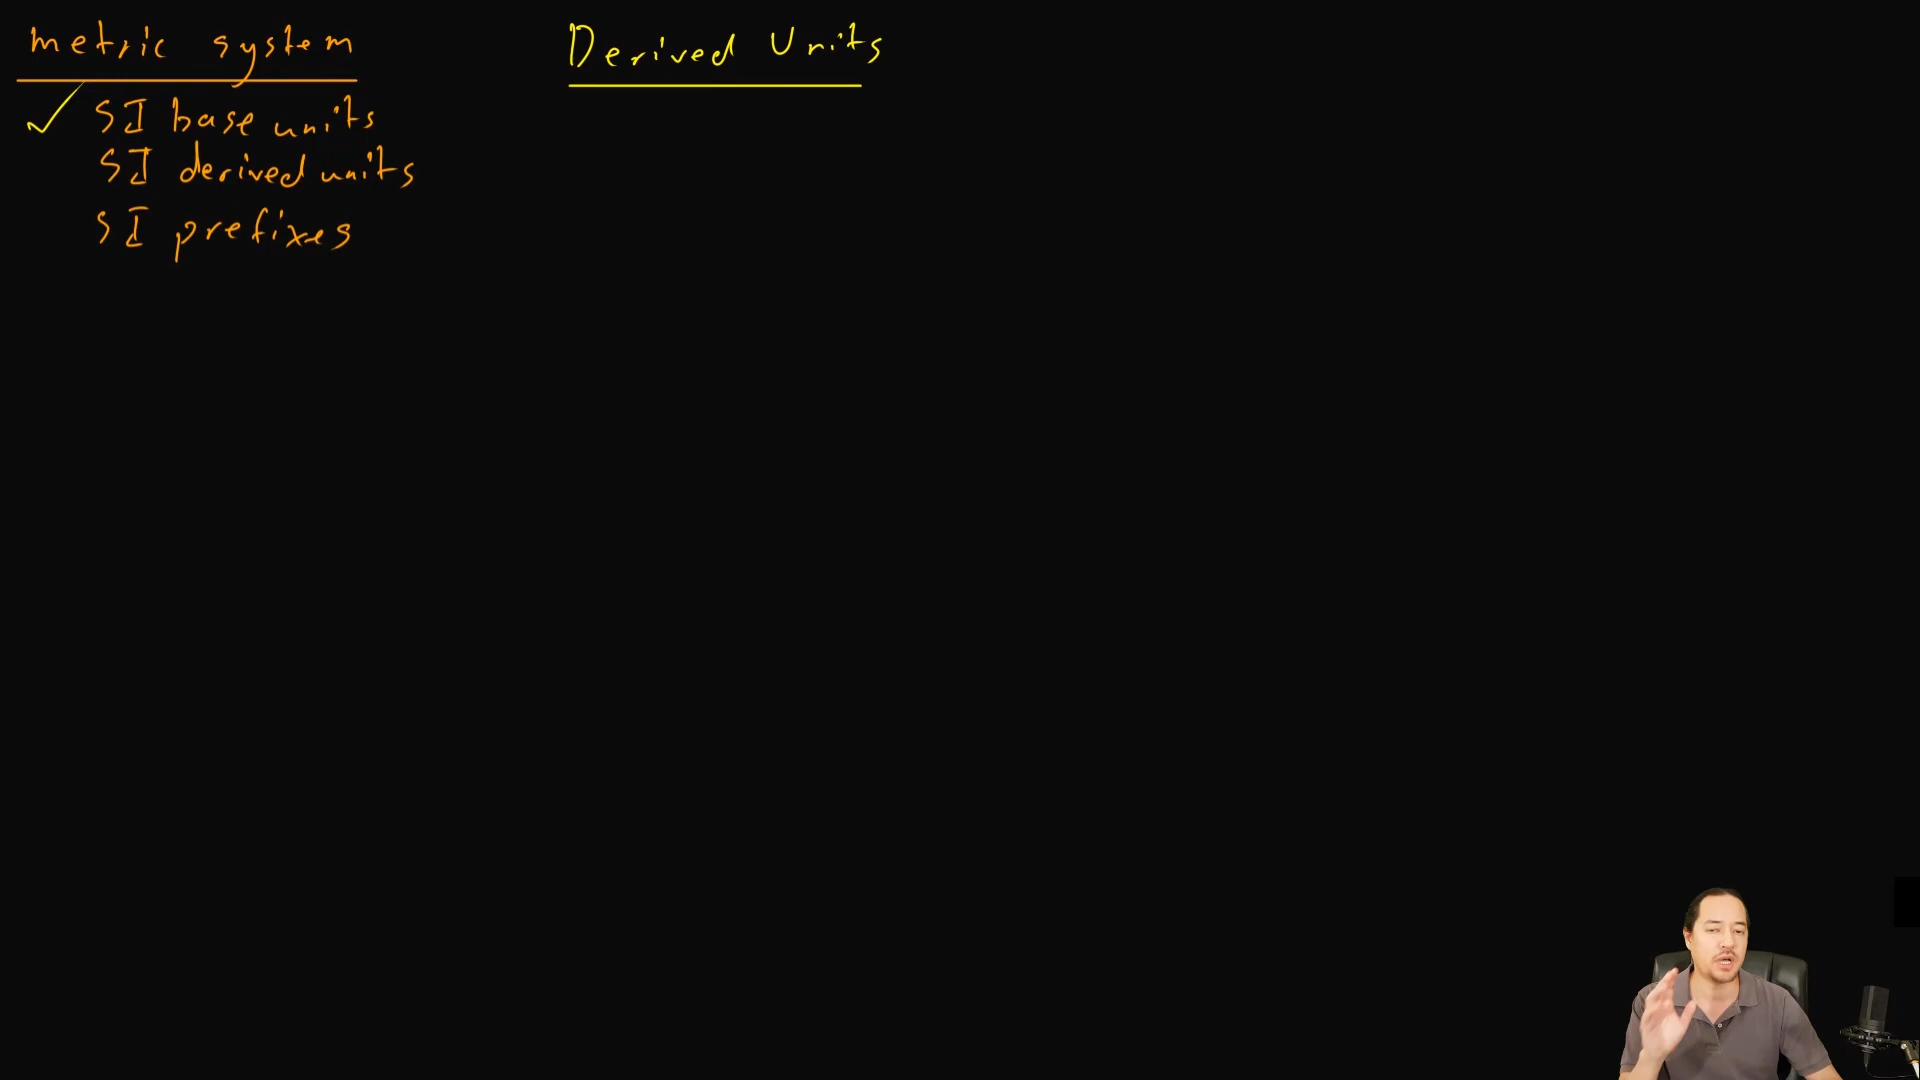 metric system
✓ SI base units
SI derived units
SI prefixes
Derived Units